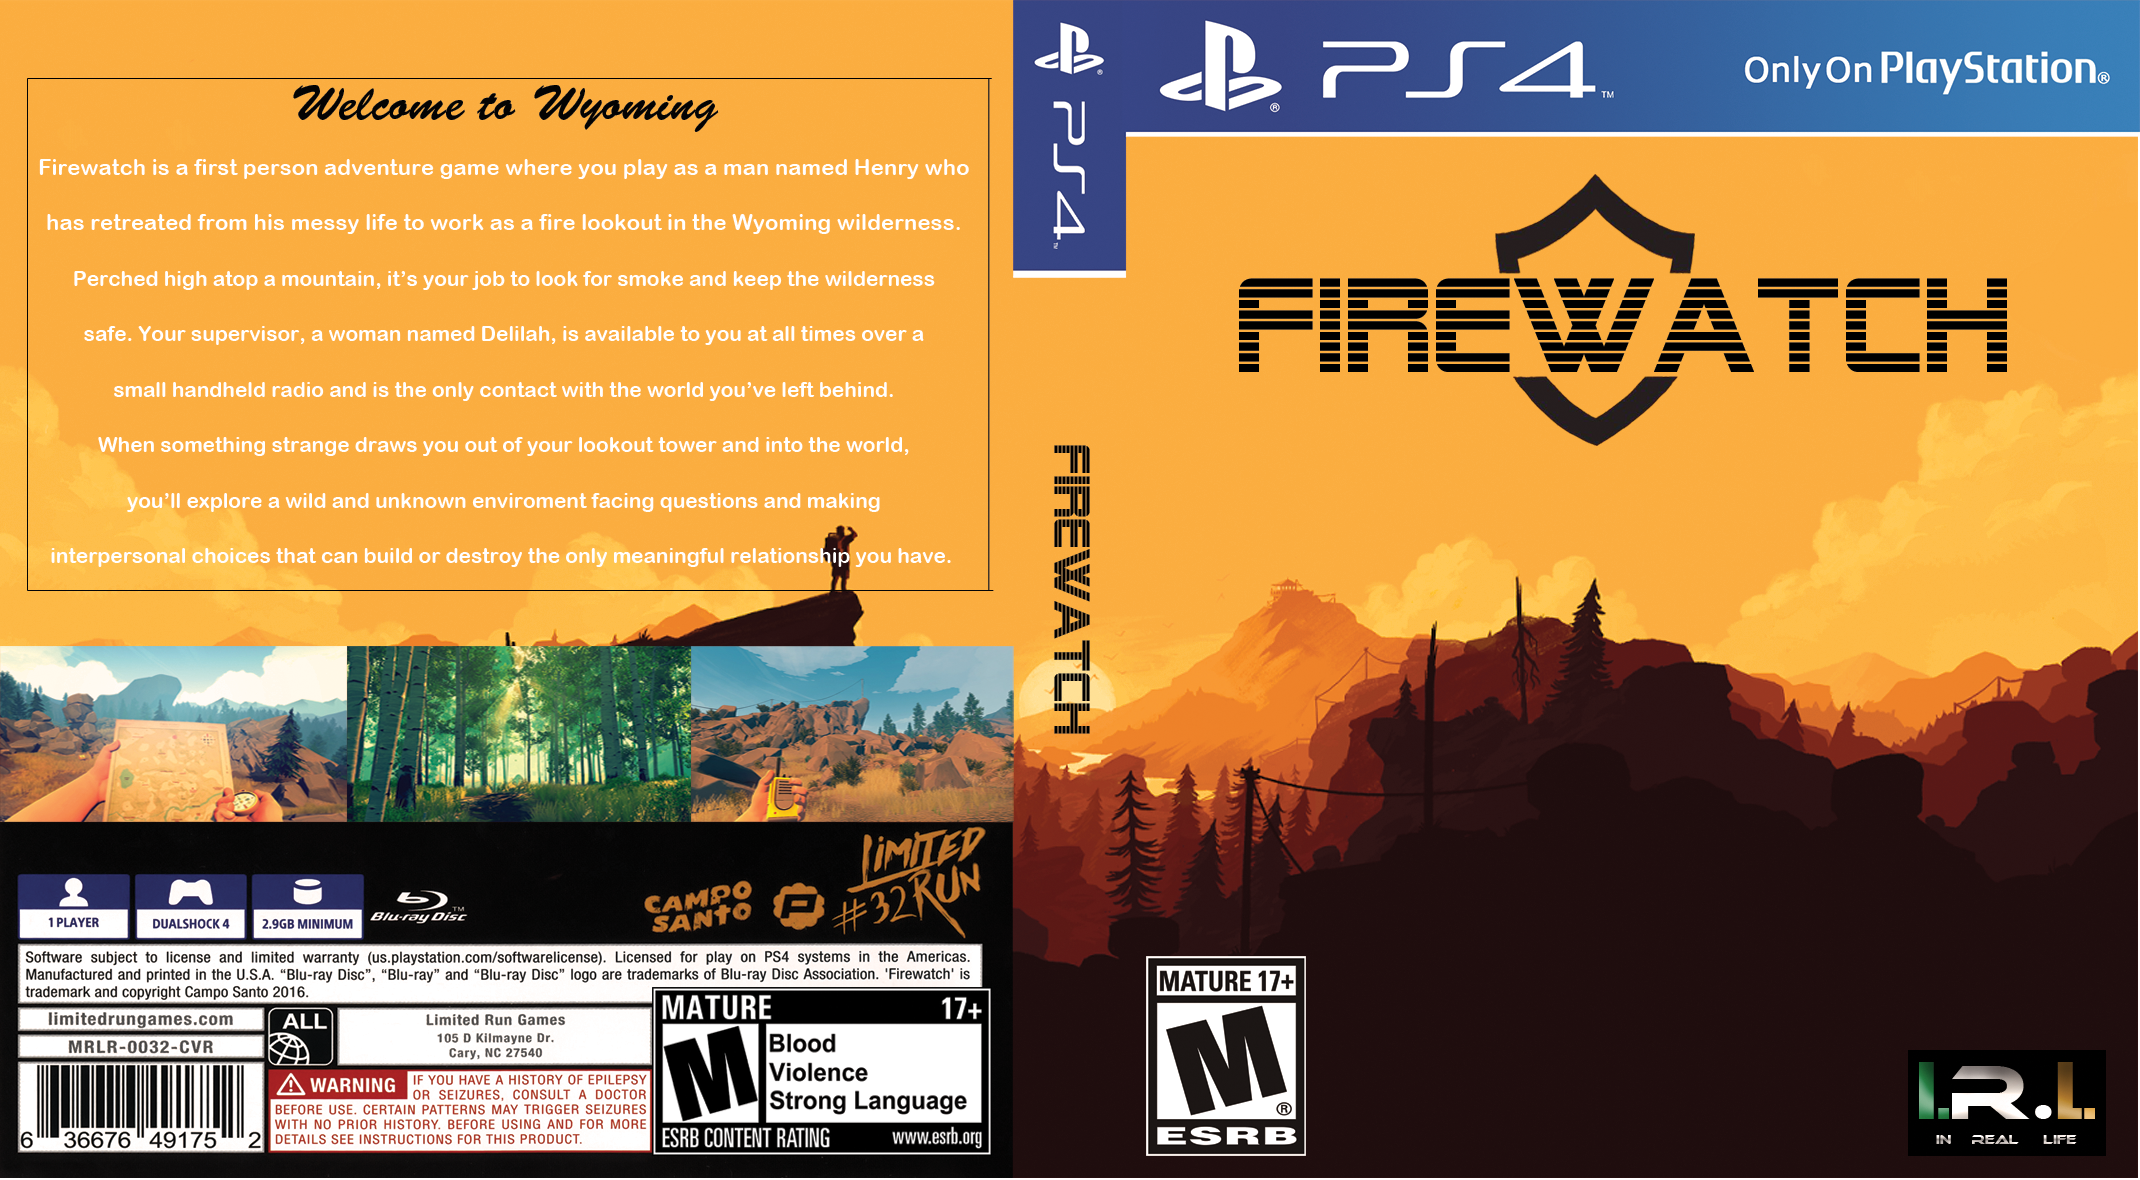 Welcome to Wyoming
Firewatch is a first person adventure game where you play as a man named Henry who
has retreated from his messy life to work as a fire lookout in the Wyoming wilderness.
Perched high atop a mountain, it’s your job to look for smoke and keep the wilderness
safe. Your supervisor, a woman named Delilah, is available to you at all times over a
small handheld radio and is the only contact with the world you’ve left behind.
When something strange draws you out of your lookout tower and into the world,
you’ll explore a wild and unknown enviroment facing questions and making
interpersonal choices that can build or destroy the only meaningful relationship you have.
1 PLAYER
DUALSHOCK 4
2.9GB MINIMUM
Blu-ray Disc™
CAMPO
SANTO
LIMITED
#32 RUN
Software subject to license and limited warranty (us.playstation.com/softwarelicense). Licensed for play on PS4 systems in the Americas.
Manufactured and printed in the U.S.A. “Blu-ray Disc”, “Blu-ray” and “Blu-ray Disc” logo are trademarks of Blu-ray Disc Association. 'Firewatch' is
trademark and copyright Campo Santo 2016.
limitedrungames.com
MRLR-0032-CVR
ALL
Limited Run Games
105 D Kilmayne Dr.
Cary, NC 27540
6 36676 49175 2
WARNING IF YOU HAVE A HISTORY OF EPILEPSY
OR SEIZURES, CONSULT A DOCTOR
BEFORE USE. CERTAIN PATTERNS MAY TRIGGER SEIZURES
WITH NO PRIOR HISTORY. BEFORE USING AND FOR MORE
DETAILS SEE INSTRUCTIONS FOR THIS PRODUCT.
MATURE 17+
M
Blood
Violence
Strong Language
ESRB CONTENT RATING www.esrb.org
PS4™
FIREWATCH
PS4™
Only On PlayStation®
FIREWATCH
MATURE 17+
M®
ESRB
I.R.L.
IN REAL LIFE